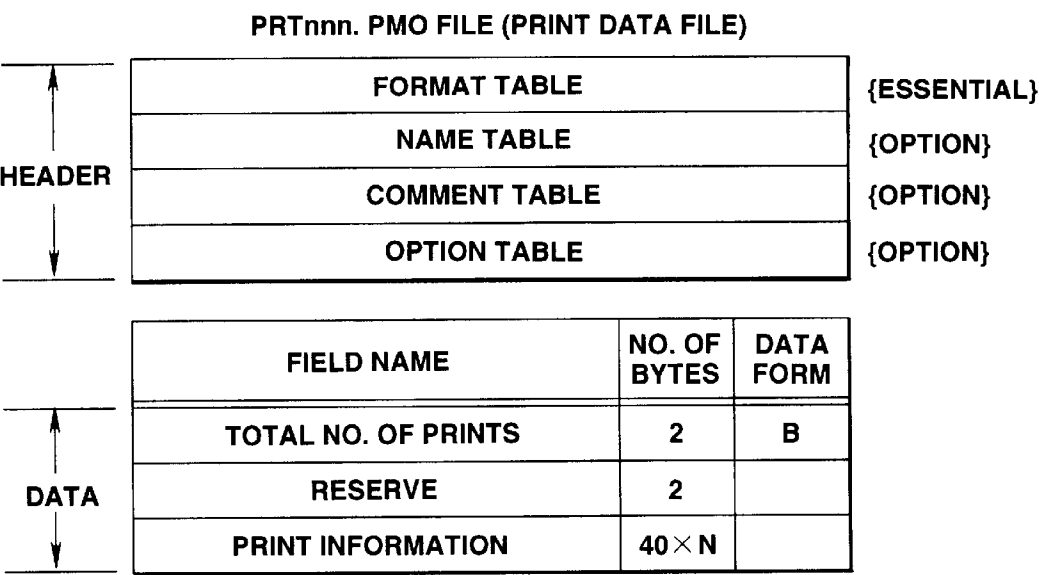 PRTnnn. PMO FILE (PRINT DATA FILE)
FORMAT TABLE {ESSENTIAL}
NAME TABLE {OPTION}
HEADER
COMMENT TABLE {OPTION}
OPTION TABLE {OPTION}
FIELD NAME NO. OF BYTES DATA FORM
TOTAL NO. OF PRINTS 2 B
DATA
RESERVE 2
PRINT INFORMATION 40×N